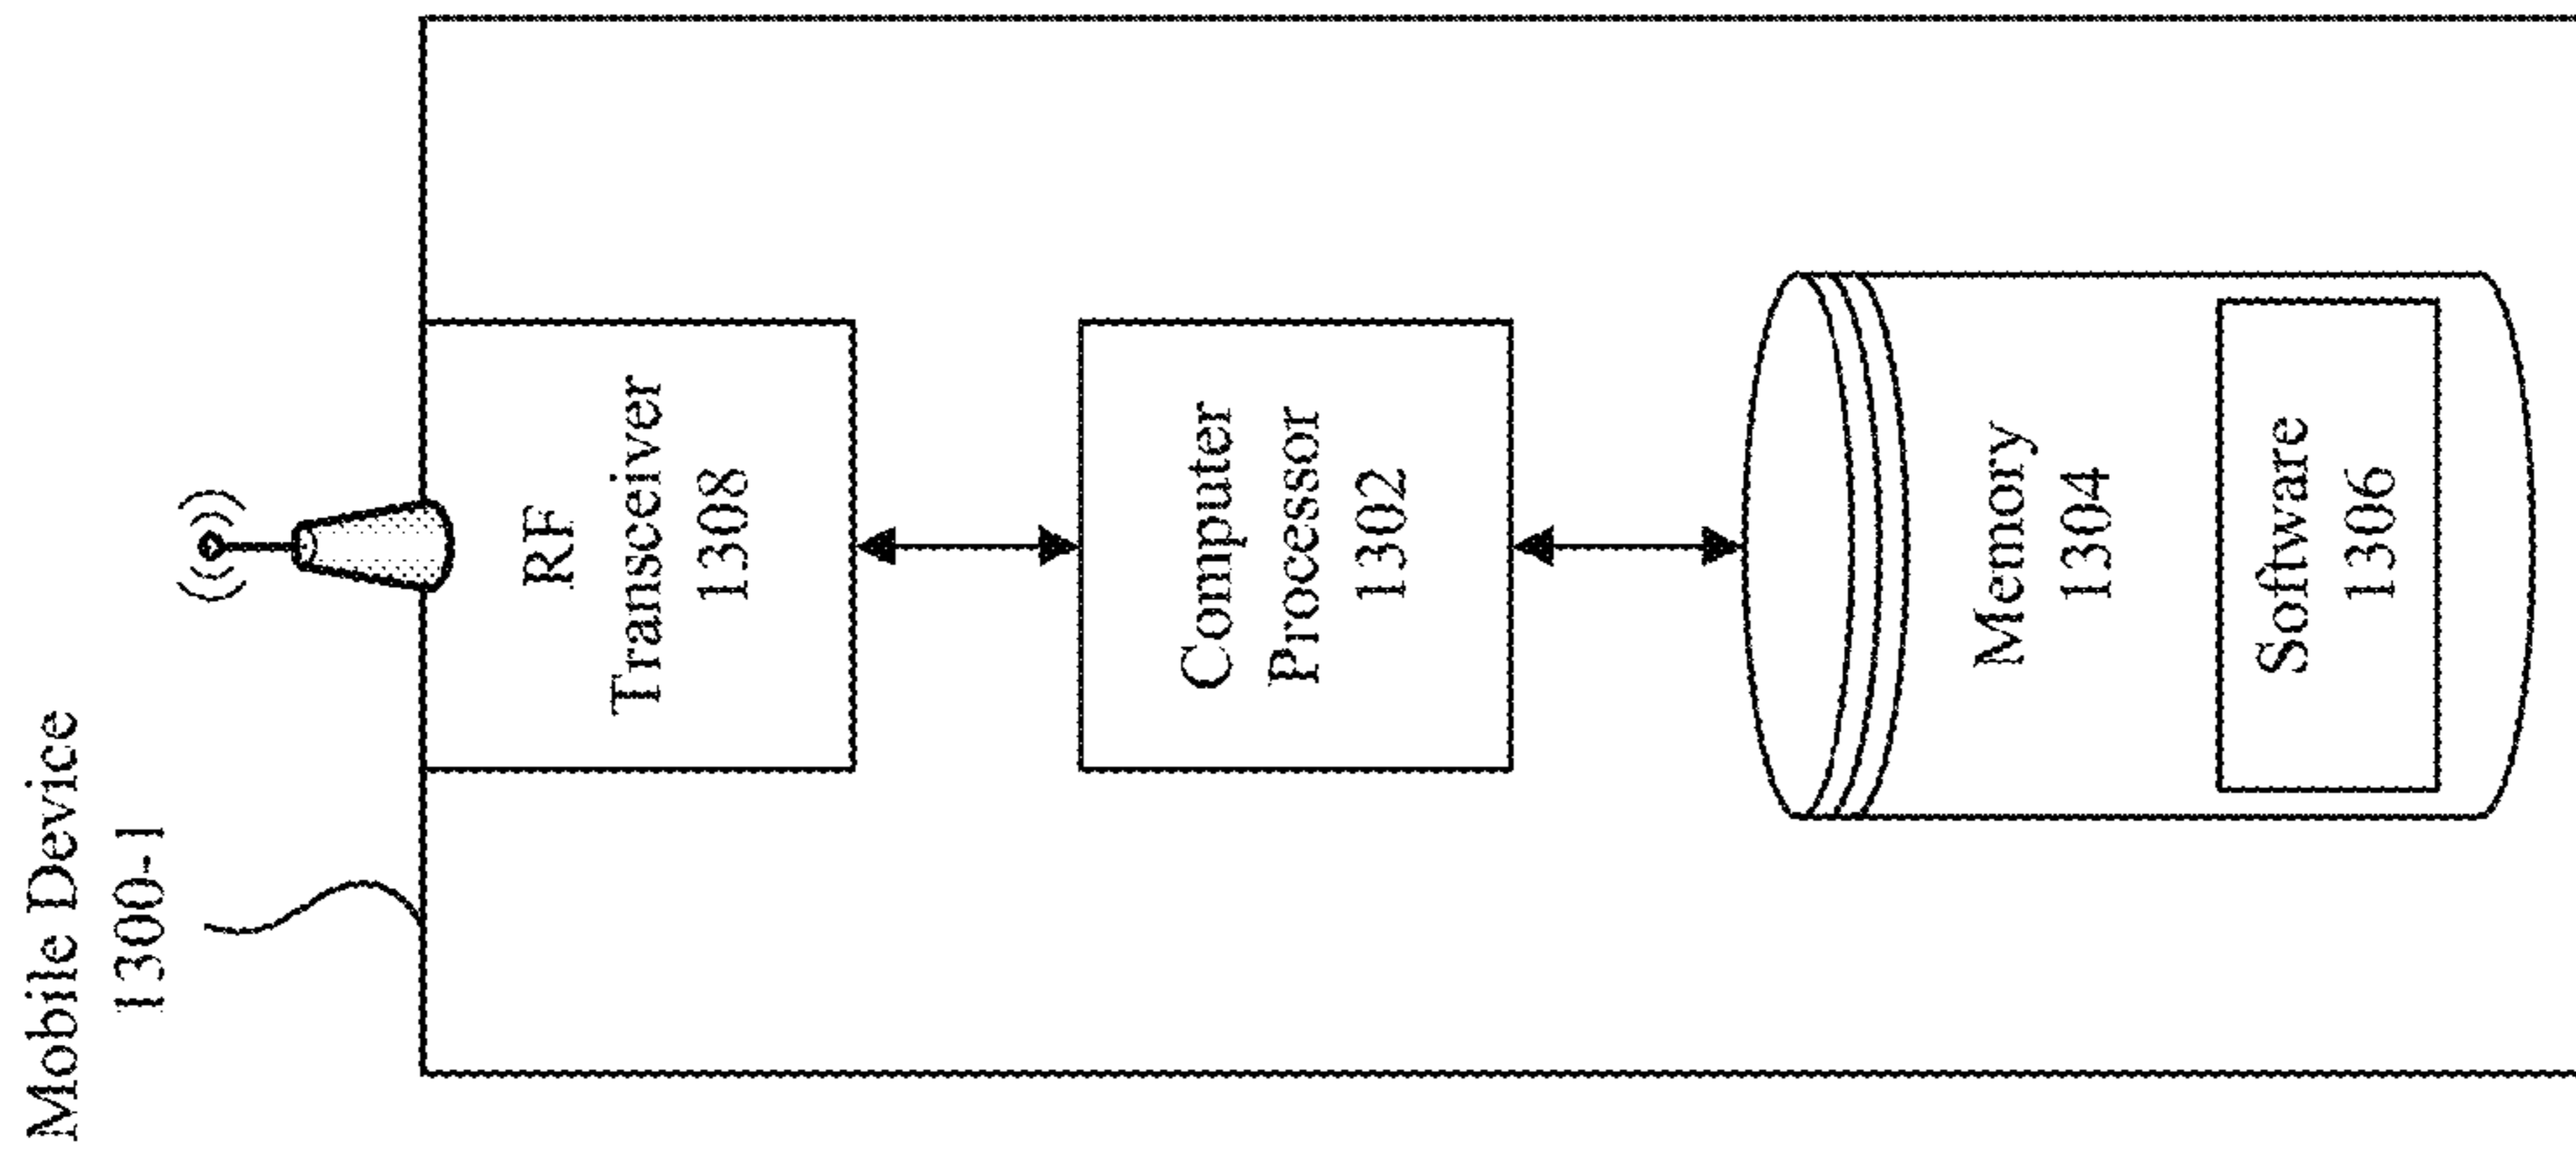 Mobile Device
1300-1
RF
Transceiver
1308
Computer
Processor
1302
Memory
1304
Software
1306